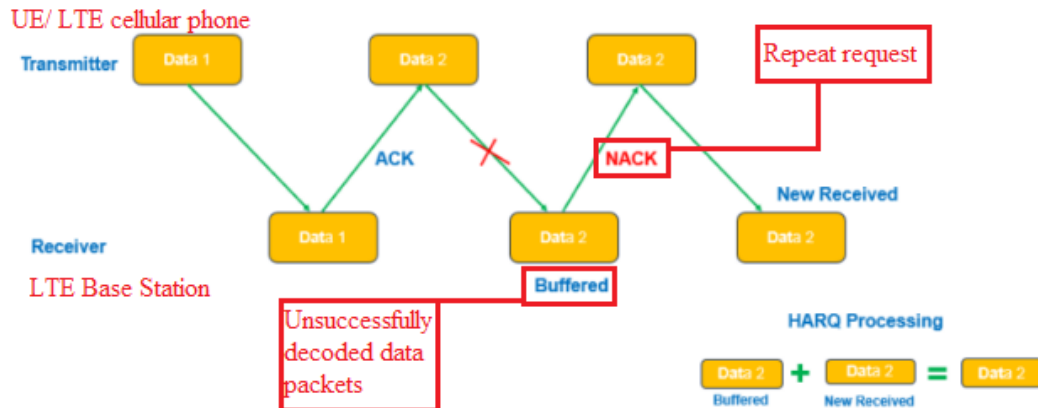 UE/ LTE cellular phone
Transmitter
Data 1
Data 2
Data 2
Repeat request
ACK
NACK
New Received
Receiver
Data 1
Data 2
Data 2
LTE Base Station
Buffered
Unsuccessfully
decoded data
packets
HARQ Processing
Data 2 + Data 2 = Data 2
Buffered
New Received